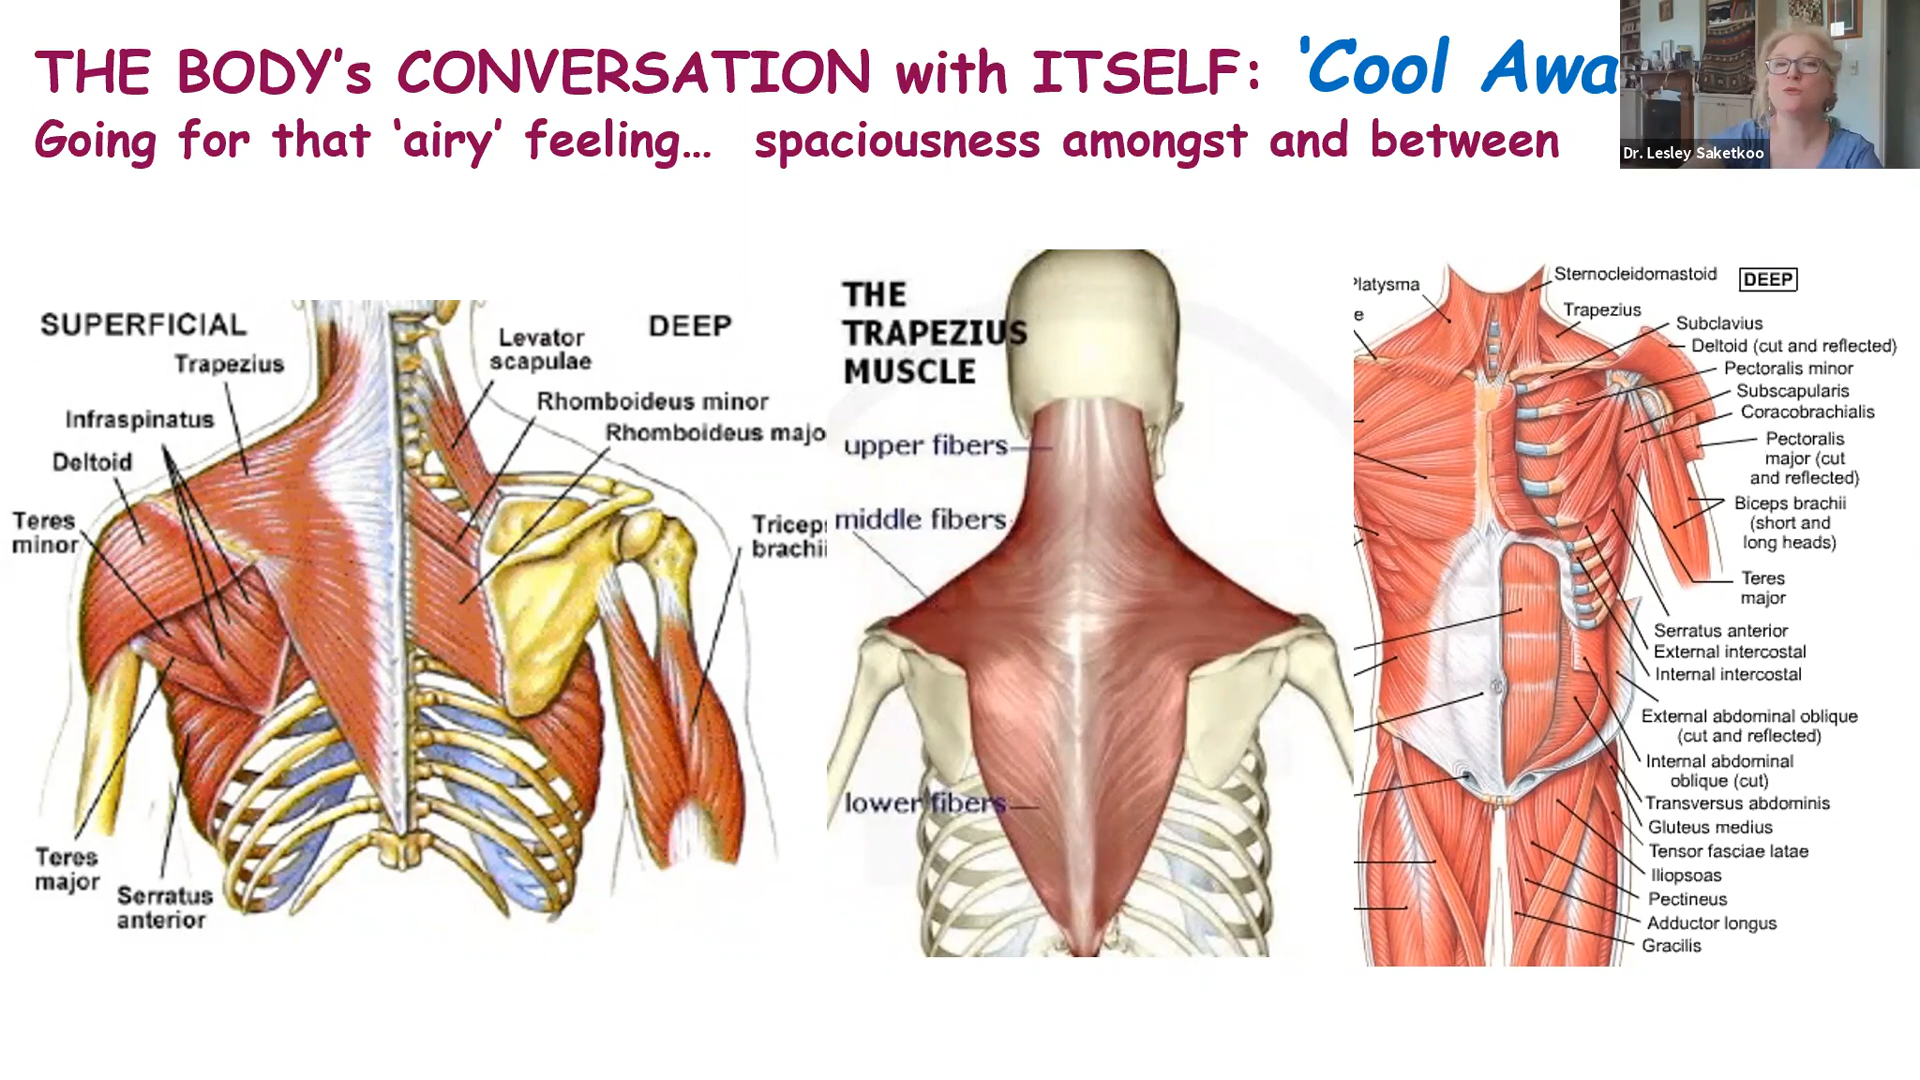 THE BODY's CONVERSATION with ITSELF: 'Cool Awa
Going for that 'airy' feeling... spaciousness amongst and between
Dr. Lesley Saketkoo
SUPERFICIAL
DEEP
Trapezius
Levator
scapulae
Infraspinatus
Rhomboideus minor
Rhomboideus majo
Deltoid
Teres
minor
Triceps
brachii
Teres
major
Serratus
anterior
THE
TRAPEZIUS
MUSCLE
upper fibers
middle fibers
lower fibers
Platysma
e
Sternocleidomastoid
DEEP
Trapezius
Subclavius
Deltoid (cut and reflected)
Pectoralis minor
Subscapularis
Coracobrachialis
Pectoralis
major (cut
and reflected)
Biceps brachii
(short and
long heads)
Teres
major
Serratus anterior
External intercostal
Internal intercostal
External abdominal oblique
(cut and reflected)
Internal abdominal
oblique (cut)
Transversus abdominis
Gluteus medius
Tensor fasciae latae
Iliopsoas
Pectineus
Adductor longus
Gracilis